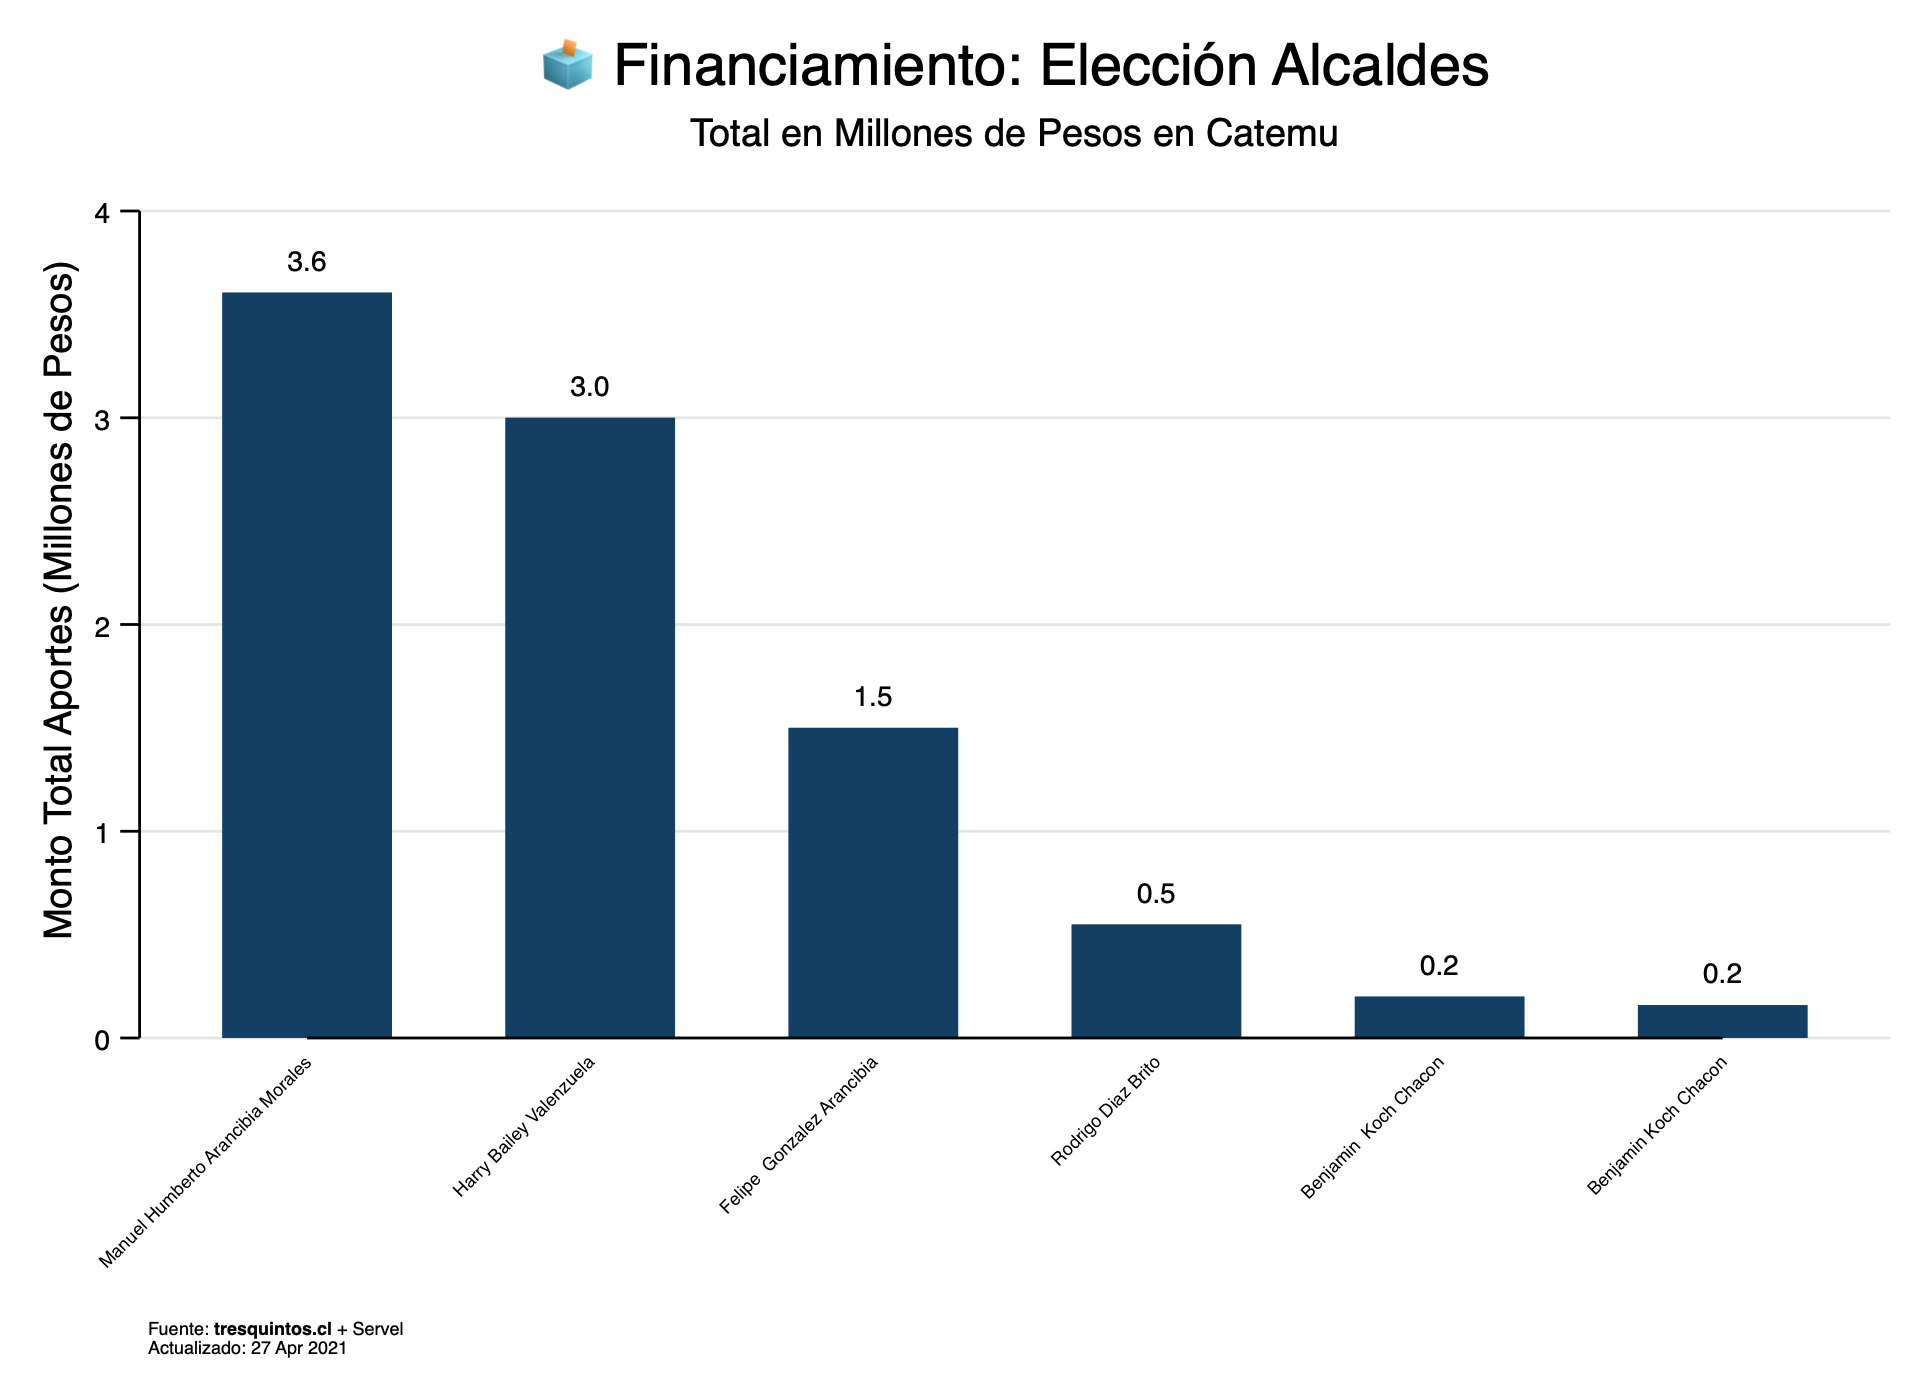 Financiamiento: Elección Alcaldes
Total en Millones de Pesos en Catemu
Monto Total Aportes (Millones de Pesos)
4
3
2
1
0
3.6
3.0
1.5
0.5
0.2
0.2
Manuel Humberto Arancibia Morales
Harry Bailey Valenzuela
Felipe  Gonzalez Arancibia
Rodrigo Diaz Brito
Benjamin  Koch Chacon
Benjamin Koch Chacon
Fuente: tresquintos.cl + Servel
Actualizado: 27 Apr 2021